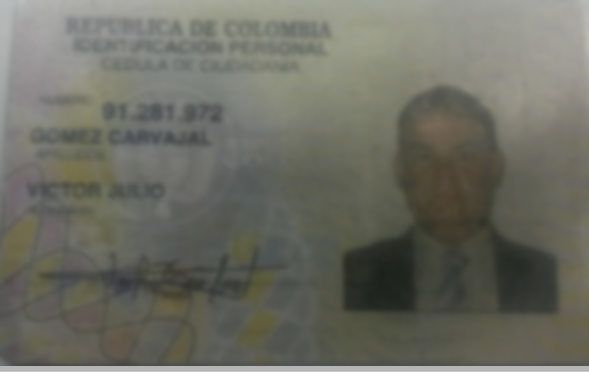 REPUBLICA DE COLOMBIA
IDENTIFICACION PERSONAL
CEDULA DE CIUDADANIA
NUMERO 91.281.972
GOMEZ CARVAJAL
APELLIDOS
VICTOR JULIO
NOMBRES